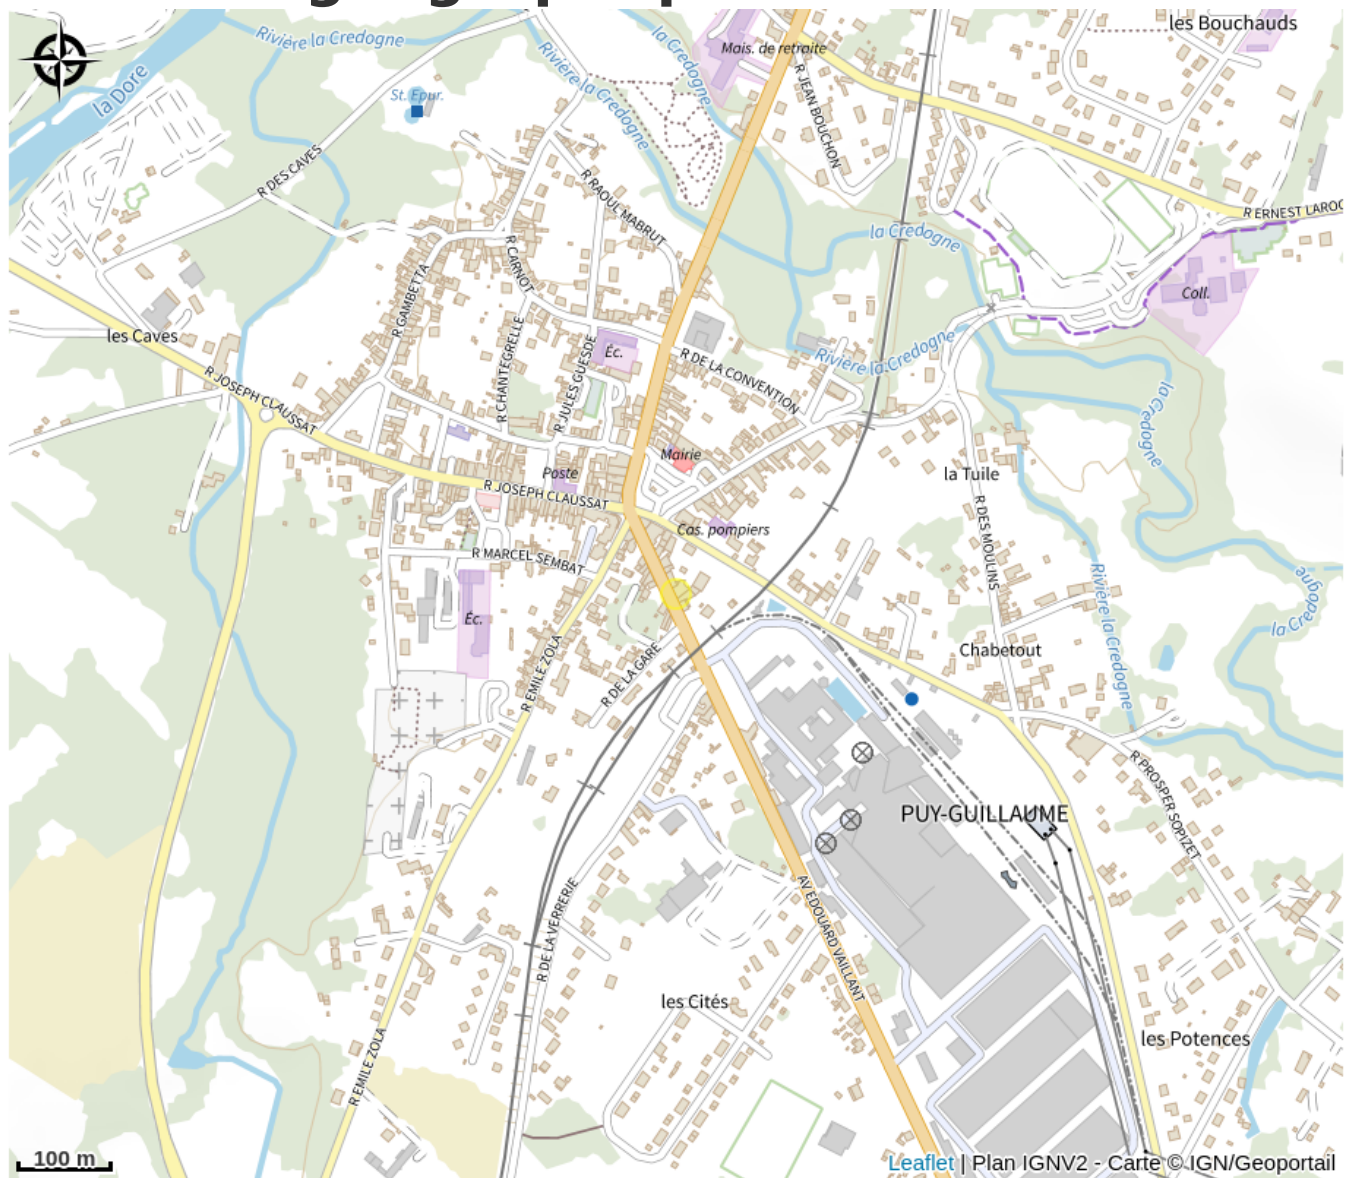 les Bouchauds
Rivière la Credogne
la Credogne
Mais. de retraite
la Dore
St. Epur.
Rivière la Credogne
R JEAN BOUCHON
R DES CAVES
R RAOUL MABRUT
R ERNEST LAROC
la Credogne
R CARNOT
R GAMBETTA
Coll.
les Caves
R CHANTEGRELLE
R JULES GUESDE
Éc.
R DE LA CONVENTION
Rivière la Credogne
R JOSEPH CLAUSSAT
la Credogne
Mairie
Poste
la Tuile
R JOSEPH CLAUSSAT
Cas. pompiers
R DES MOULINS
R MARCEL SEMBAT
Rivière la Credogne
la Credogne
Éc.
Chabetout
R EMILE ZOLA
R DE LA GARE
PUY-GUILLAUME
R PROSPER SOPIZET
R DE LA VERRERIE
AV EDOUARD VAILLANT
les Cités
les Potences
R EMILE ZOLA
100 m
Leaflet | Plan IGNV2 - Carte © IGN/Geoportail